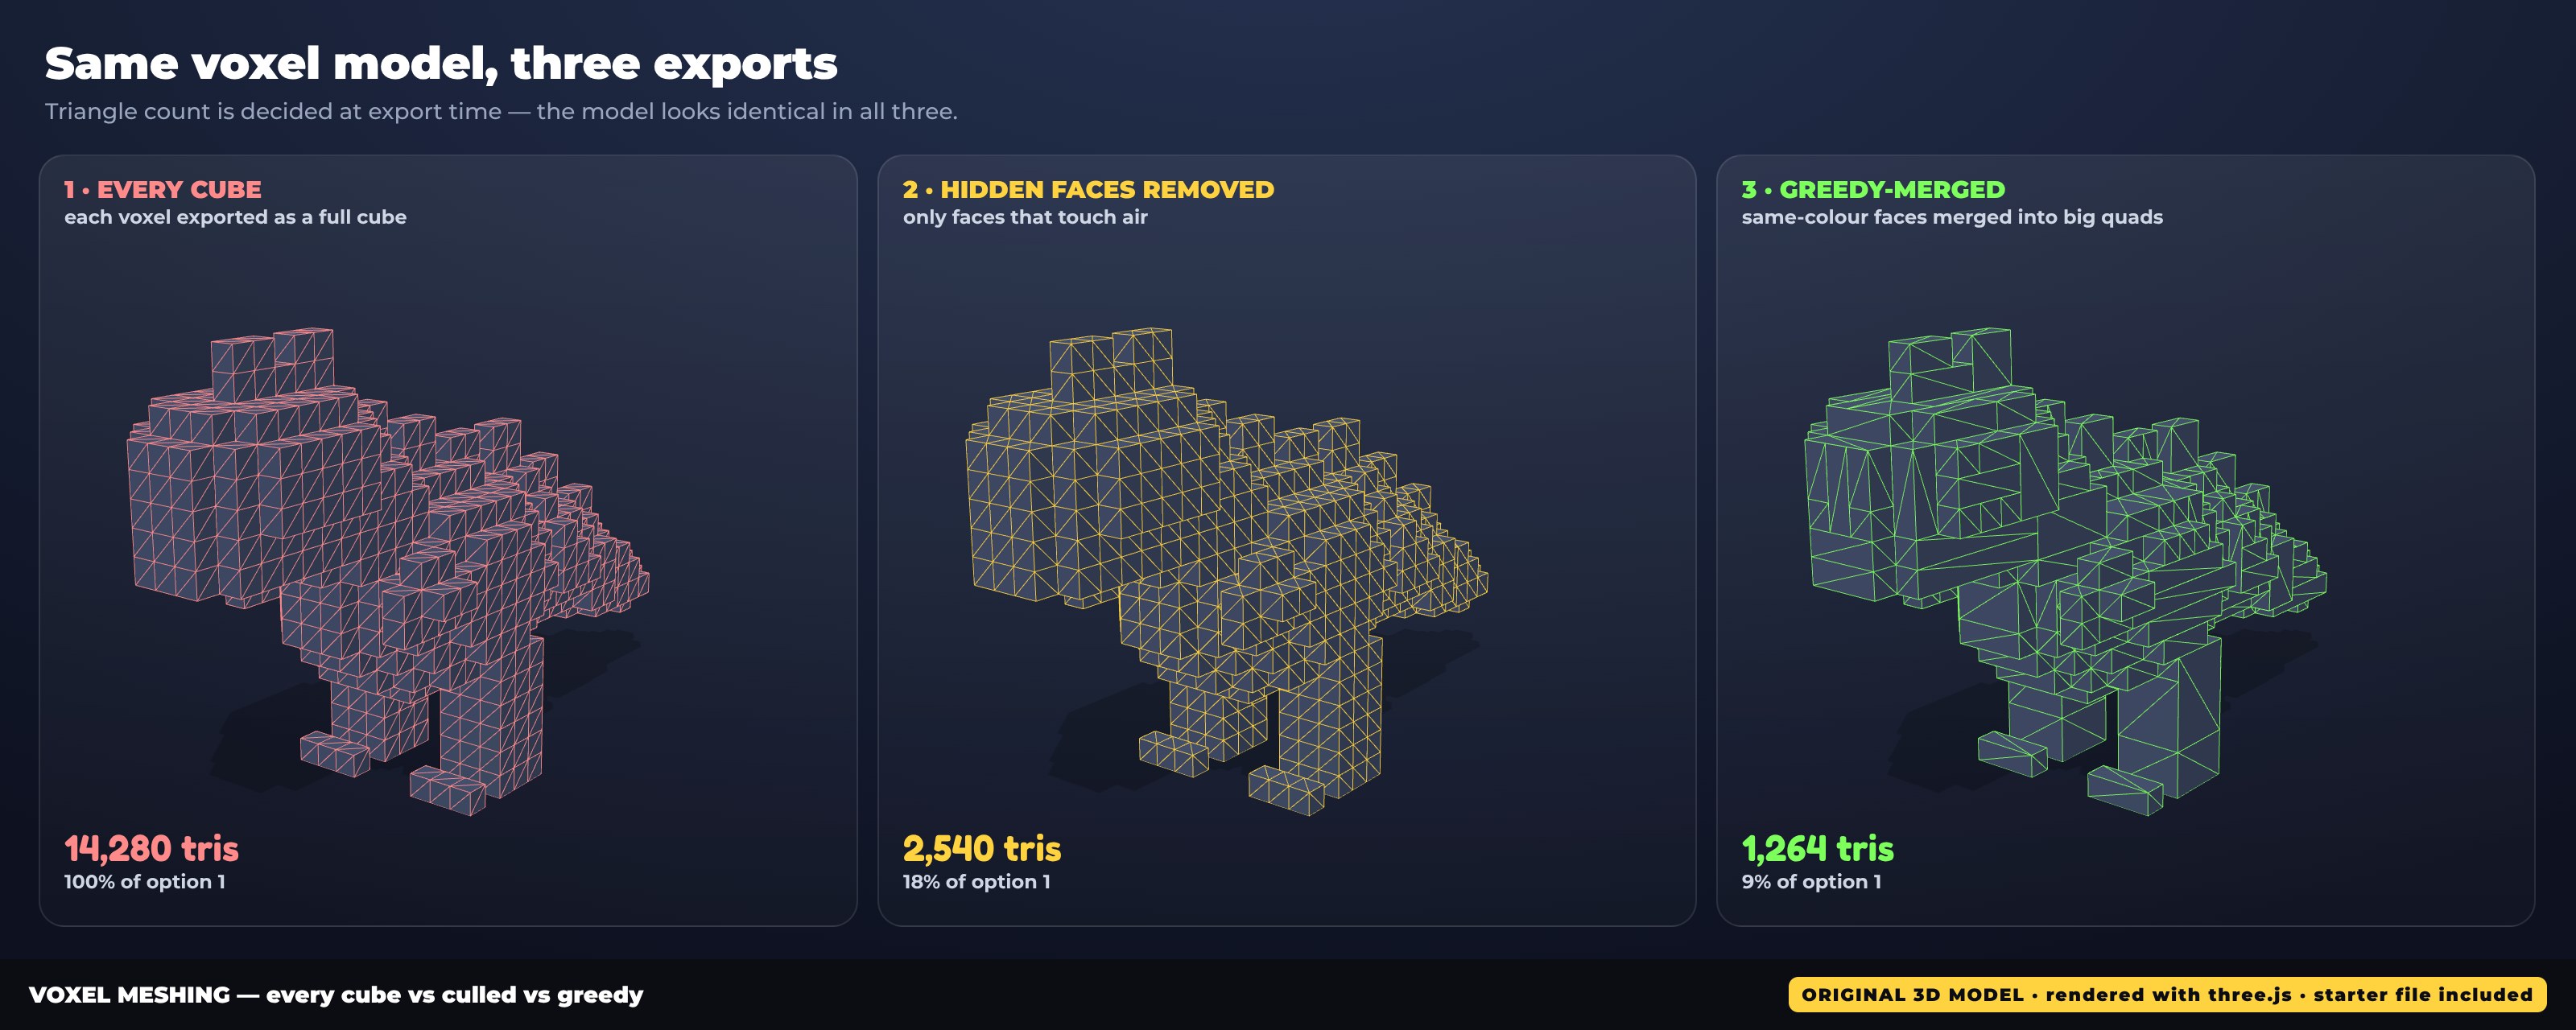 Same voxel model, three exports
Triangle count is decided at export time — the model looks identical in all three.
1 · EVERY CUBE
each voxel exported as a full cube
14,280 tris
100% of option 1
2 · HIDDEN FACES REMOVED
only faces that touch air
2,540 tris
18% of option 1
3 · GREEDY-MERGED
same-colour faces merged into big quads
1,264 tris
9% of option 1
VOXEL MESHING — every cube vs culled vs greedy
ORIGINAL 3D MODEL · rendered with three.js · starter file included